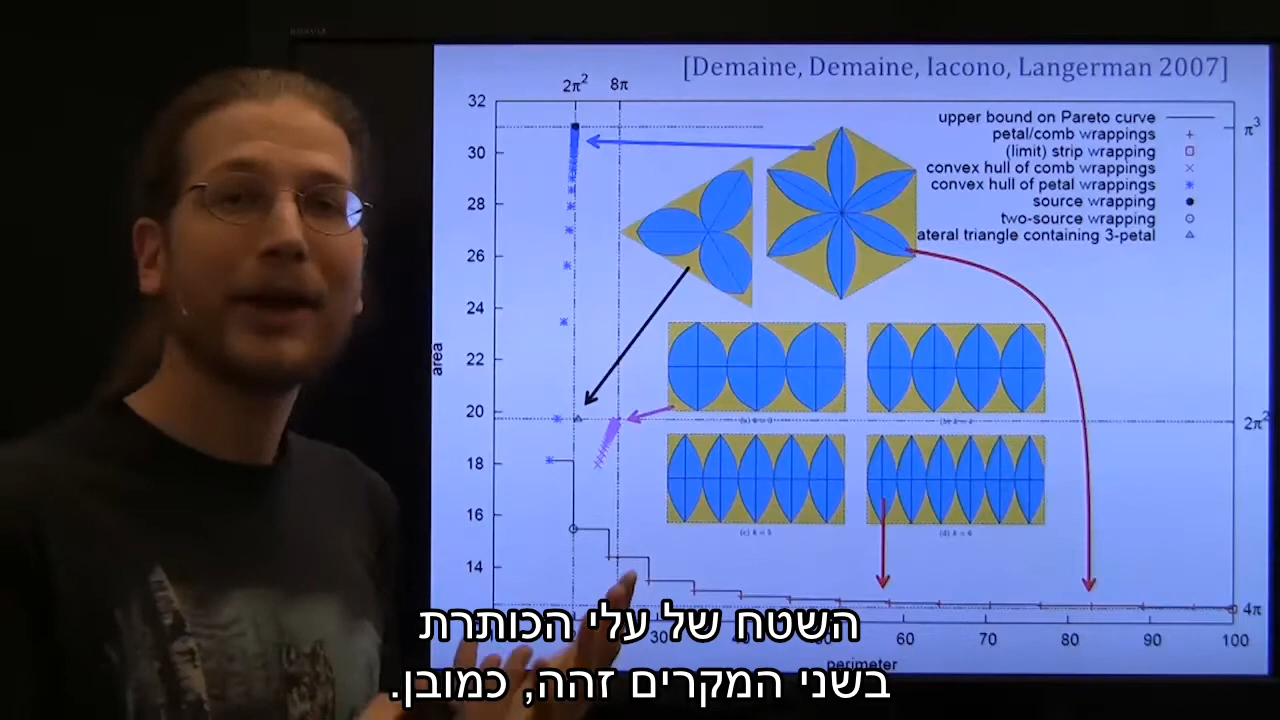 [Demaine, Demaine, Iacono, Langerman 2007]
2π² 8π
32
30
28
26
24
22
20
18
16
14
area
upper bound on Pareto curve
petal/comb wrappings
(limit) strip wrapping
convex hull of comb wrappings
convex hull of petal wrappings
source wrapping
two-source wrapping
ateral triangle containing 3-petal
π³
2π²
4π
(c) k = 5 (d) k = 6
30 60 70 80 90 100
perimeter
השטח של עלי הכותרת
בשני המקרים זהה, כמובן.